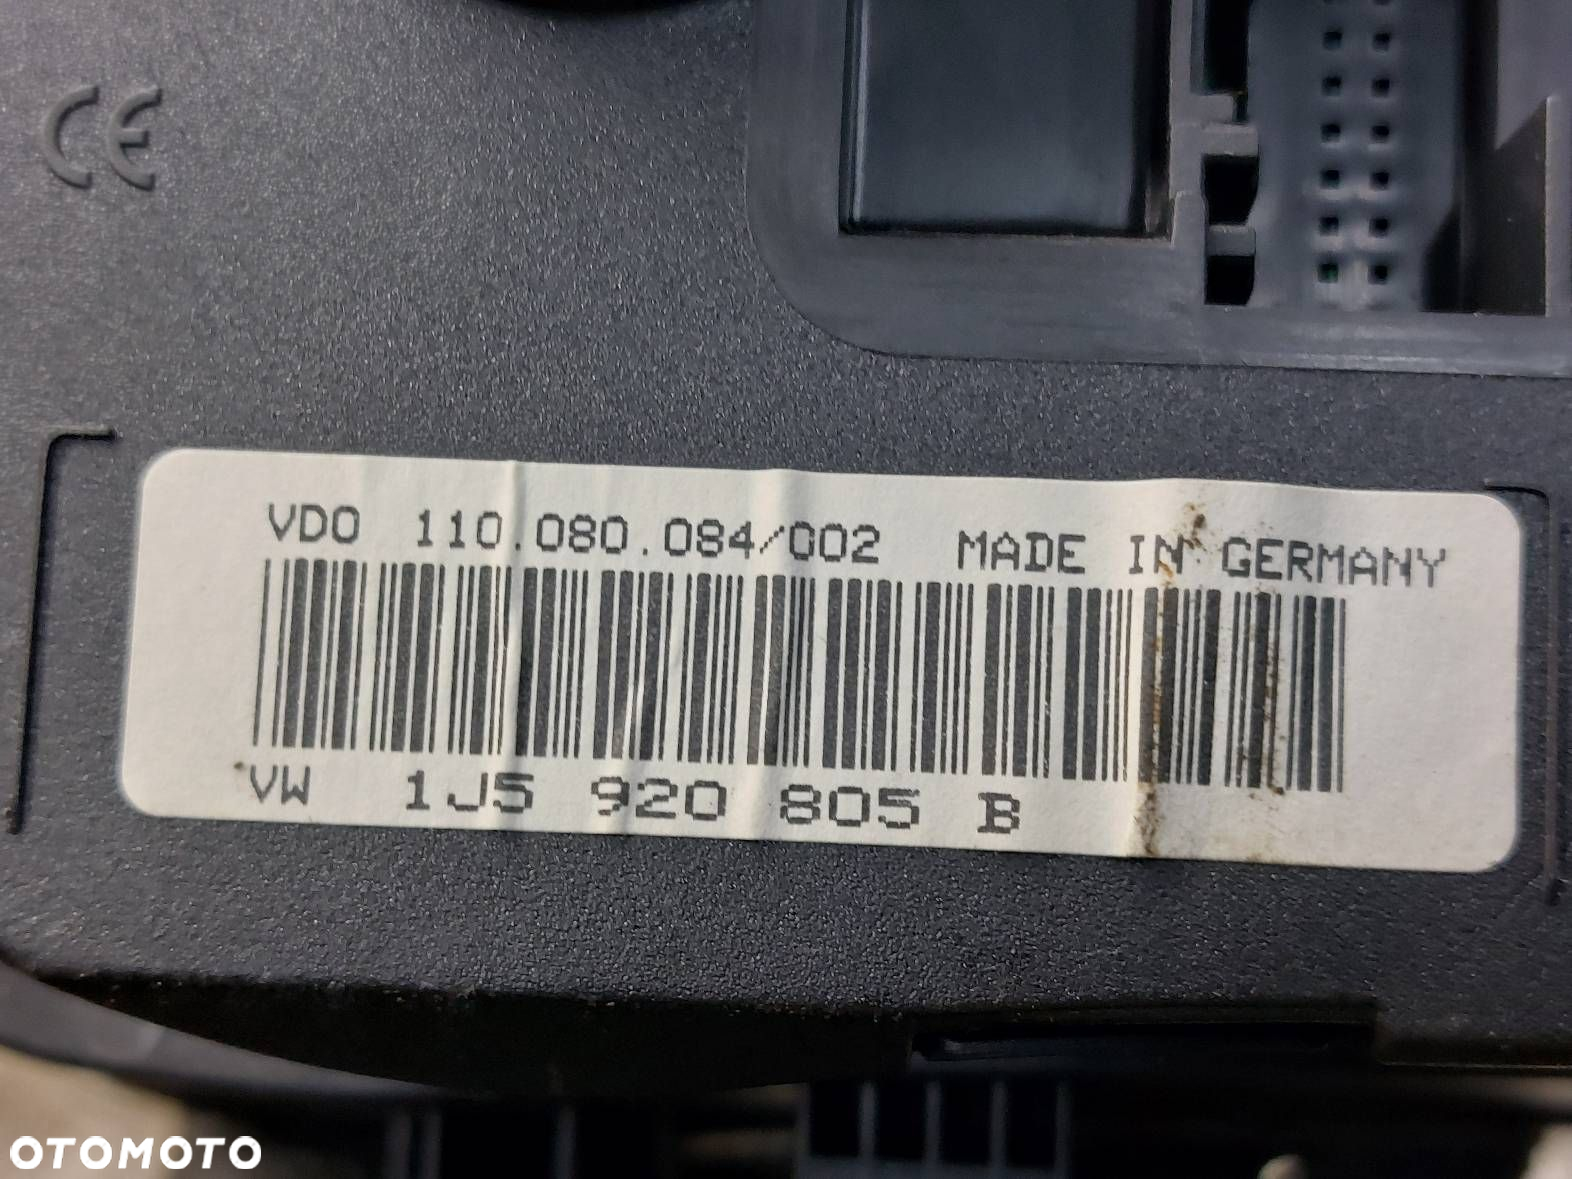 CE
VDO 110.080.084/002 MADE IN GERMANY
VW 1J5 920 805 B
OTOMOTO